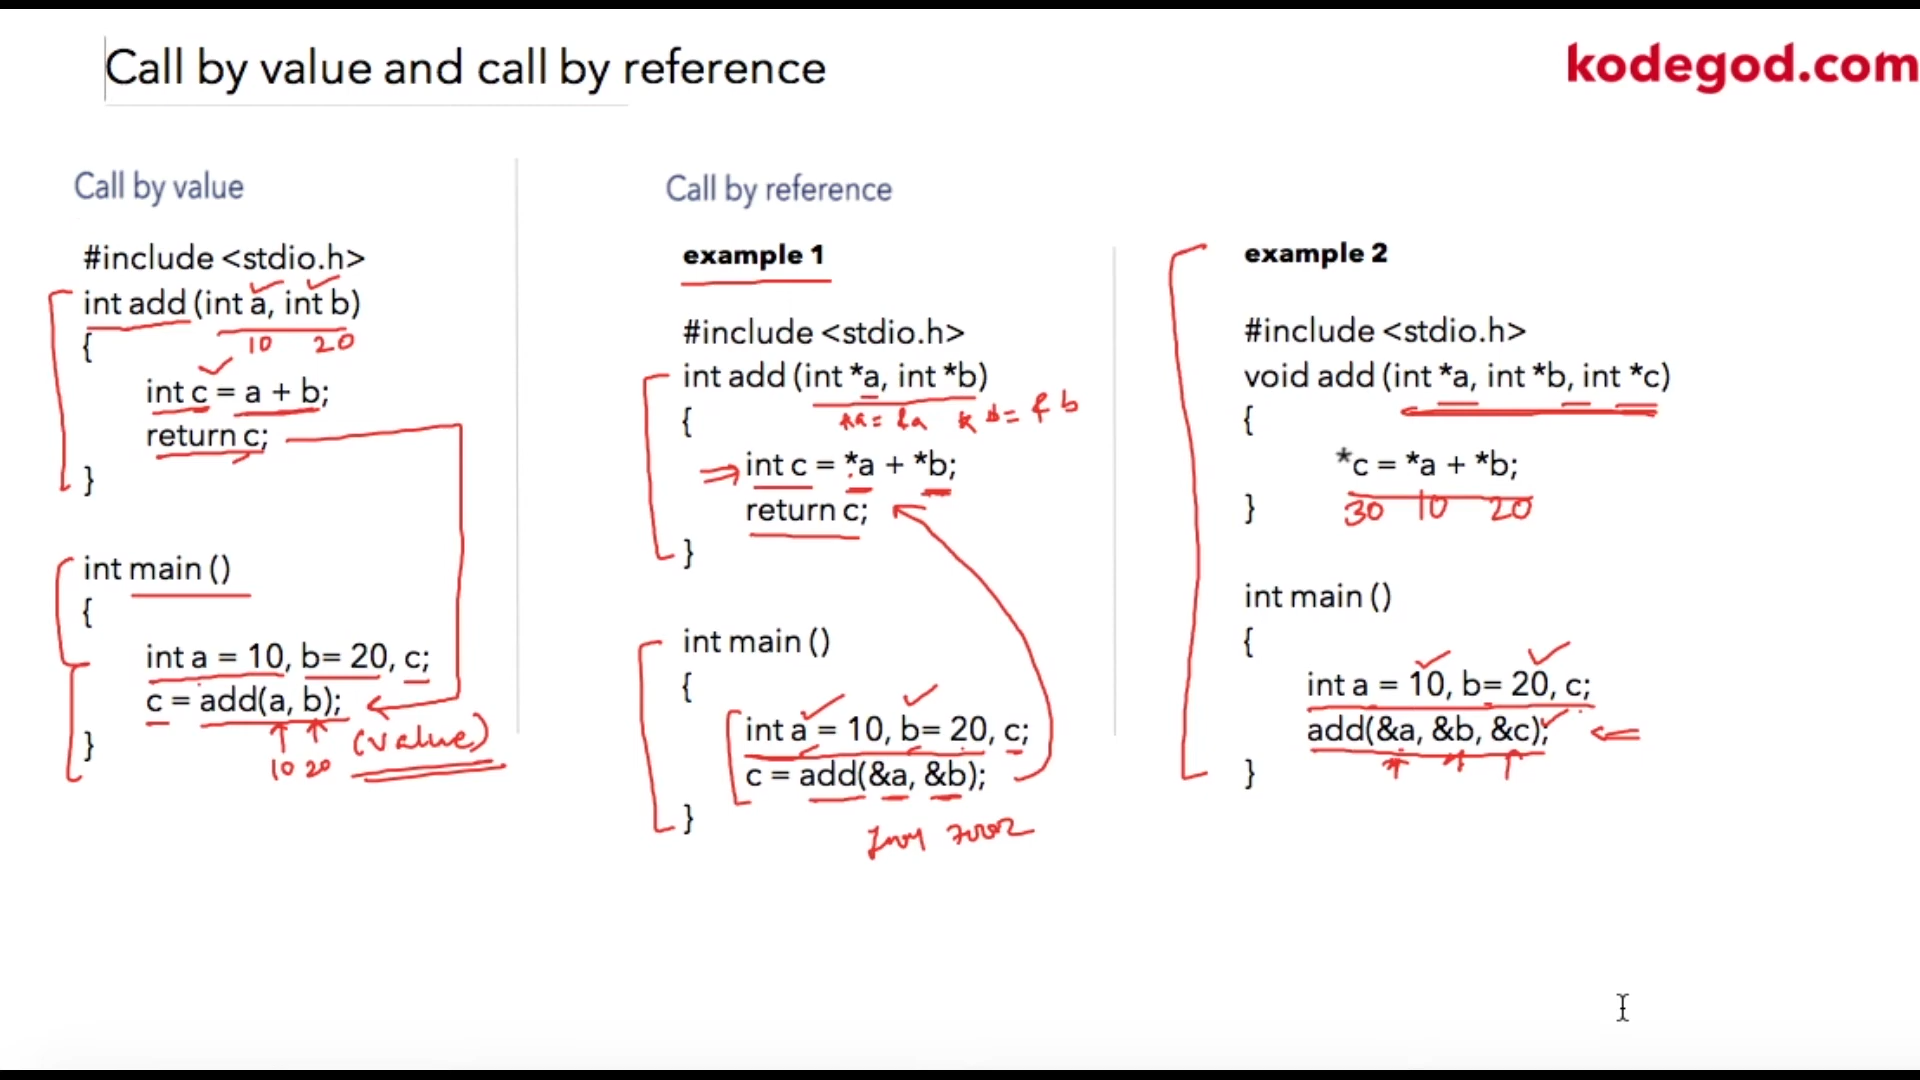 Call by value and call by reference
kodegod.com
Call by value
#include <stdio.h>
int add (int a, int b)
{
10 20
int c = a + b;
return c;
}
int main ()
{
int a = 10, b= 20, c;
c = add(a, b);
(value)
}
10 20
Call by reference
example 1
#include <stdio.h>
int add (int *a, int *b)
{
*a = &a *b = &b
int c = *a + *b;
return c;
}
int main ()
{
int a = 10, b= 20, c;
c = add(&a, &b);
}
example 2
#include <stdio.h>
void add (int *a, int *b, int *c)
{
*c = *a + *b;
30 10 20
}
int main ()
{
int a = 10, b= 20, c;
add(&a, &b, &c);
}